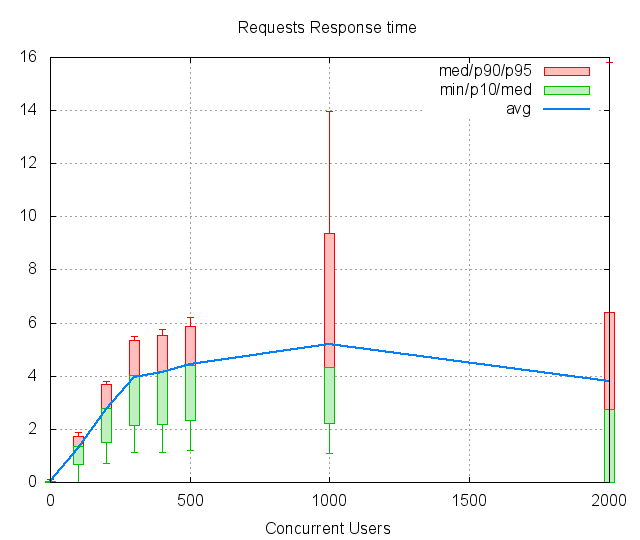 Requests Response time
16
14
12
10
8
6
4
2
0
med/p90/p95
min/p10/med
avg
0 500 1000 1500 2000
Concurrent Users